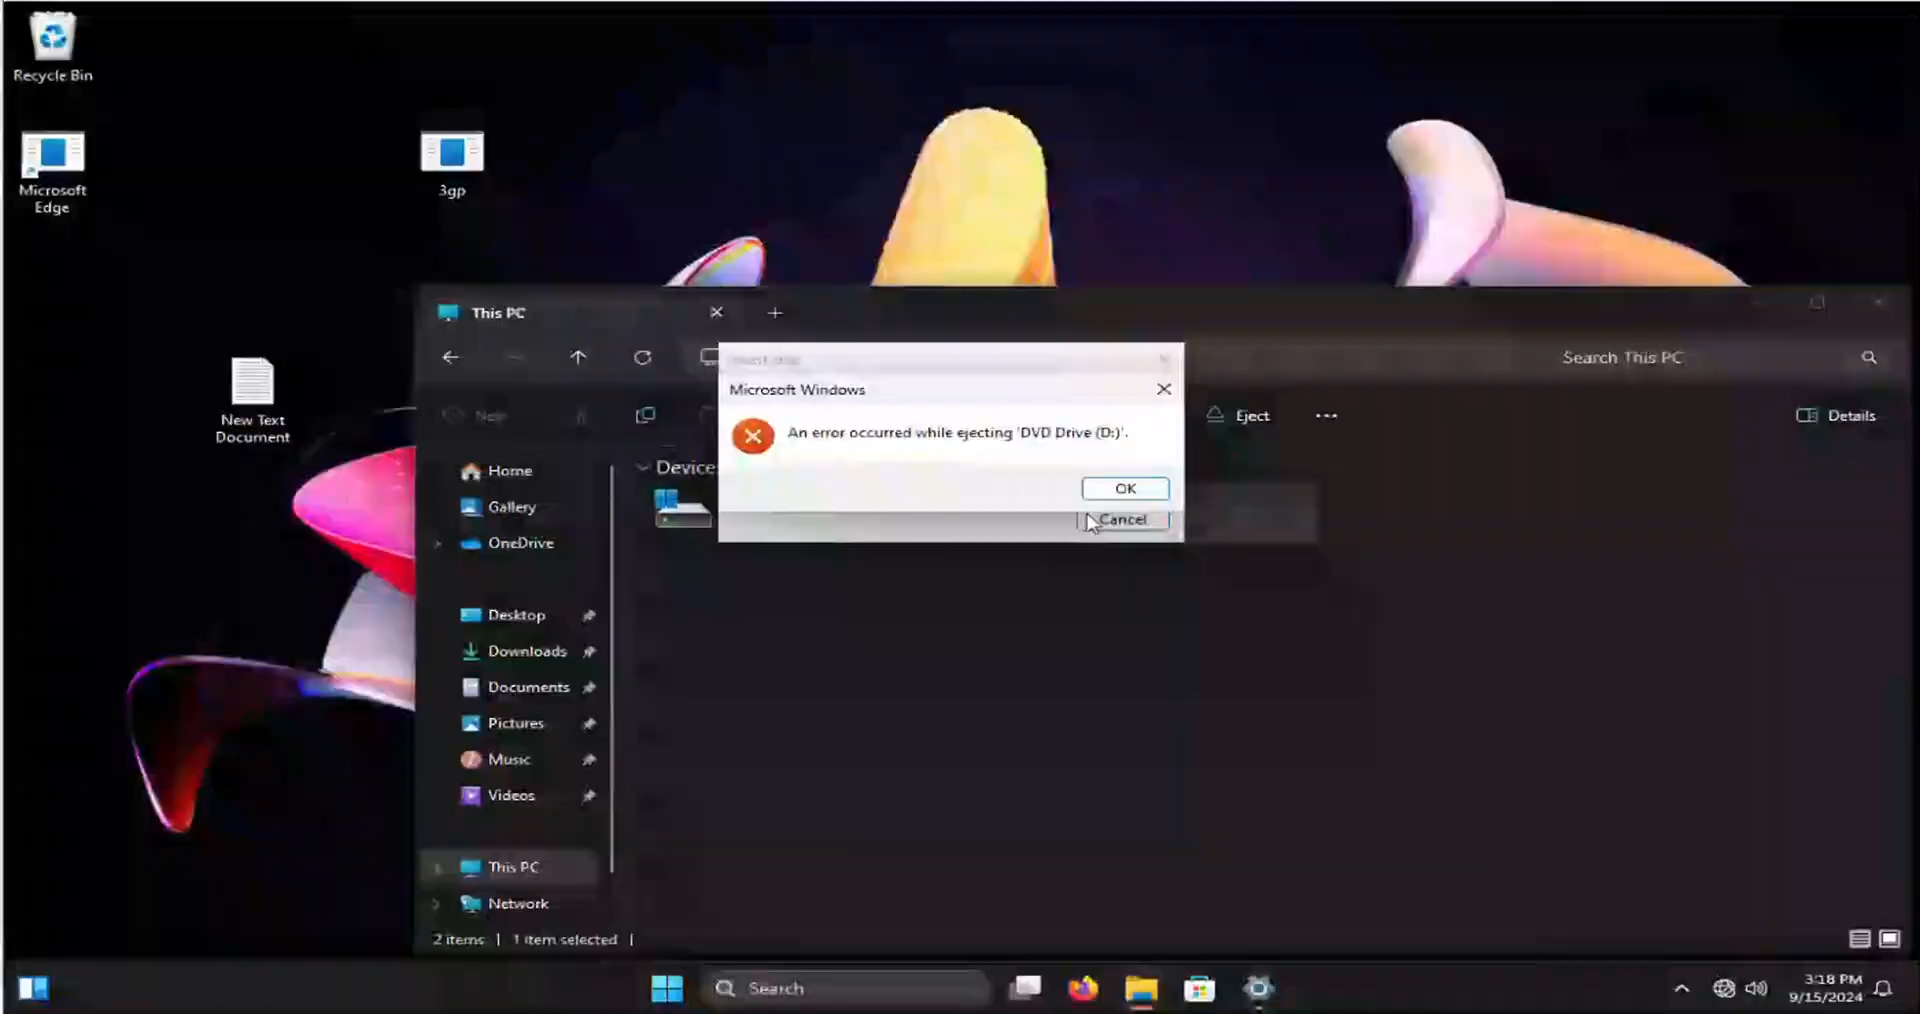 Recycle Bin
Microsoft
Edge
3gp
New Text
Document
This PC
Search This PC
New
Eject
Details
Microsoft Windows
An error occurred while ejecting 'DVD Drive (D:)'.
OK
Cancel
Home
Gallery
OneDrive
Desktop
Downloads
Documents
Pictures
Music
Videos
This PC
Network
2 items
1 item selected
Search
3:18 PM
9/15/2024